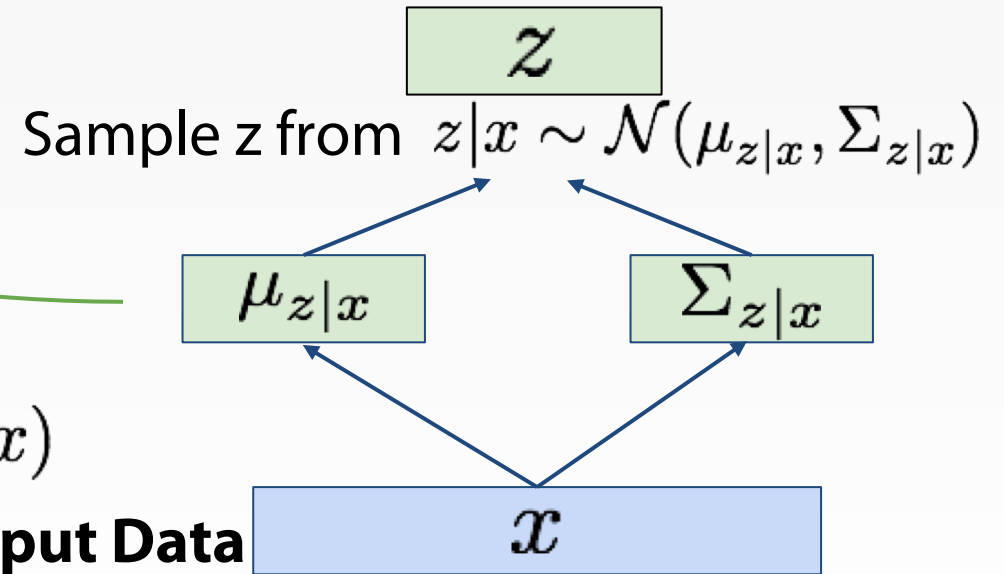 z
Sample z from z|x ∼ 𝒩(μ_{z|x}, Σ_{z|x})
μ_{z|x} Σ_{z|x}
x)
put Data x